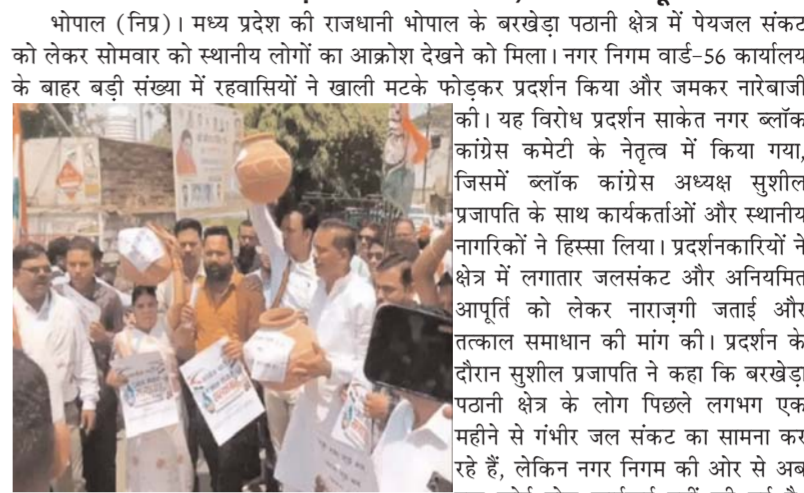 भोपाल (निप्र)। मध्य प्रदेश की राजधानी भोपाल के बरखेड़ा पठानी क्षेत्र में पेयजल संकट
को लेकर सोमवार को स्थानीय लोगों का आक्रोश देखने को मिला। नगर निगम वार्ड-56 कार्यालय
के बाहर बड़ी संख्या में रहवासियों ने खाली मटके फोड़कर प्रदर्शन किया और जमकर नारेबाजी
की। यह विरोध प्रदर्शन साकेत नगर ब्लॉक
कांग्रेस कमेटी के नेतृत्व में किया गया,
जिसमें ब्लॉक कांग्रेस अध्यक्ष सुशील
प्रजापति के साथ कार्यकर्ताओं और स्थानीय
नागरिकों ने हिस्सा लिया। प्रदर्शनकारियों ने
क्षेत्र में लगातार जलसंकट और अनियमित
आपूर्ति को लेकर नाराज़गी जताई और
तत्काल समाधान की मांग की। प्रदर्शन के
दौरान सुशील प्रजापति ने कहा कि बरखेड़ा
पठानी क्षेत्र के लोग पिछले लगभग एक
महीने से गंभीर जल संकट का सामना कर
रहे हैं, लेकिन नगर निगम की ओर से अब